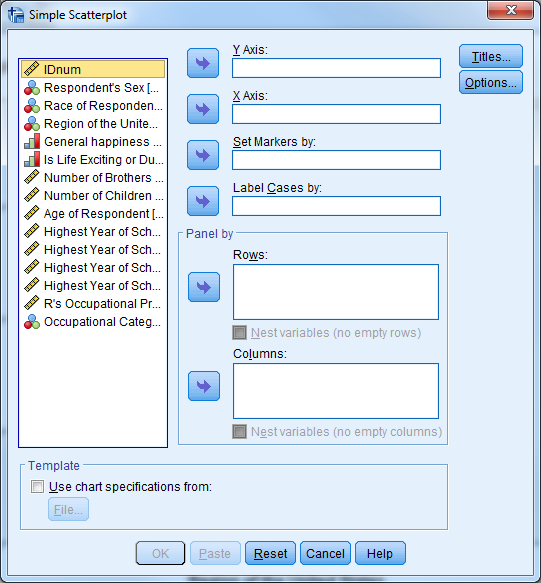 Simple Scatterplot
IDnum
Respondent's Sex [...
Race of Responden...
Region of the Unite...
General happiness ...
Is Life Exciting or Du...
Number of Brothers ...
Number of Children ...
Age of Respondent [...
Highest Year of Sch...
Highest Year of Sch...
Highest Year of Sch...
Highest Year of Sch...
R's Occupational Pr...
Occupational Categ...
Y Axis:
X Axis:
Set Markers by:
Label Cases by:
Panel by
Rows:
Nest variables (no empty rows)
Columns:
Nest variables (no empty columns)
Titles...
Options...
Template
Use chart specifications from:
File...
OK Paste Reset Cancel Help